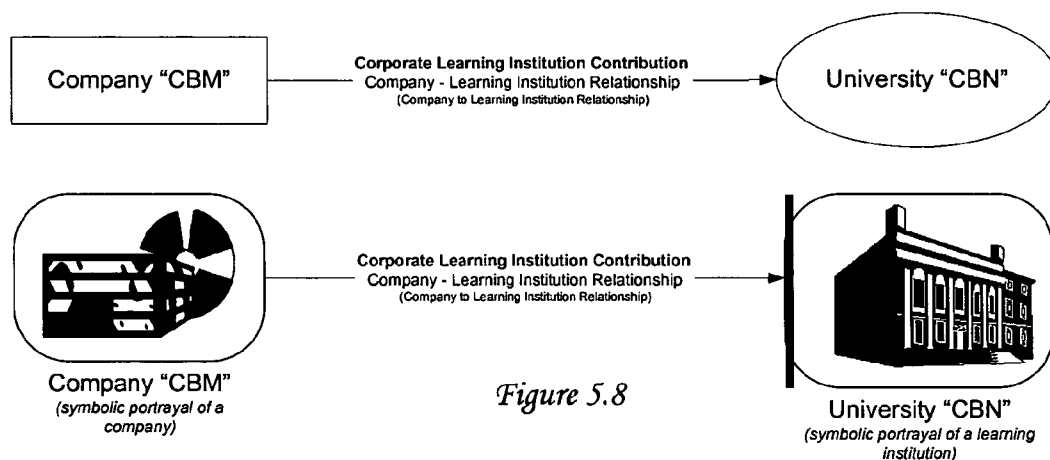 Company “CBM”
Corporate Learning Institution Contribution
Company - Learning Institution Relationship
(Company to Learning Institution Relationship)
University “CBN”
Corporate Learning Institution Contribution
Company - Learning Institution Relationship
(Company to Learning Institution Relationship)
Company “CBM”
(symbolic portrayal of a
company)
Figure 5.8
University “CBN”
(symbolic portrayal of a learning
institution)